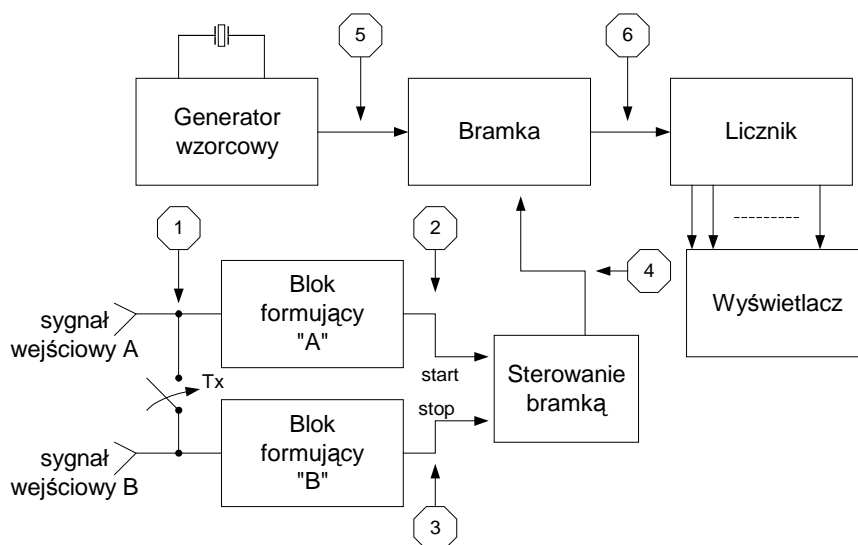 5
6
Generator
wzorcowy
Bramka
Licznik
1
2
4
Blok
formujący
"A"
Wyświetlacz
sygnał
wejściowy A
start
Sterowanie
bramką
Tx
stop
Blok
formujący
"B"
sygnał
wejściowy B
3